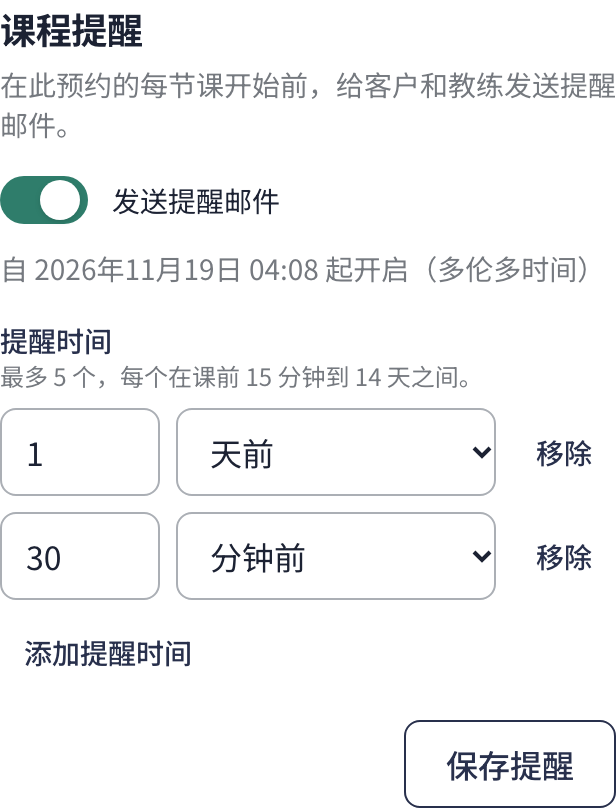 课程提醒
在此预约的每节课开始前，给客户和教练发送提醒
邮件。
发送提醒邮件
自 2026年11月19日 04:08 起开启（多伦多时间）
提醒时间
最多 5 个，每个在课前 15 分钟到 14 天之间。
1 天前 移除
30 分钟前 移除
添加提醒时间
保存提醒